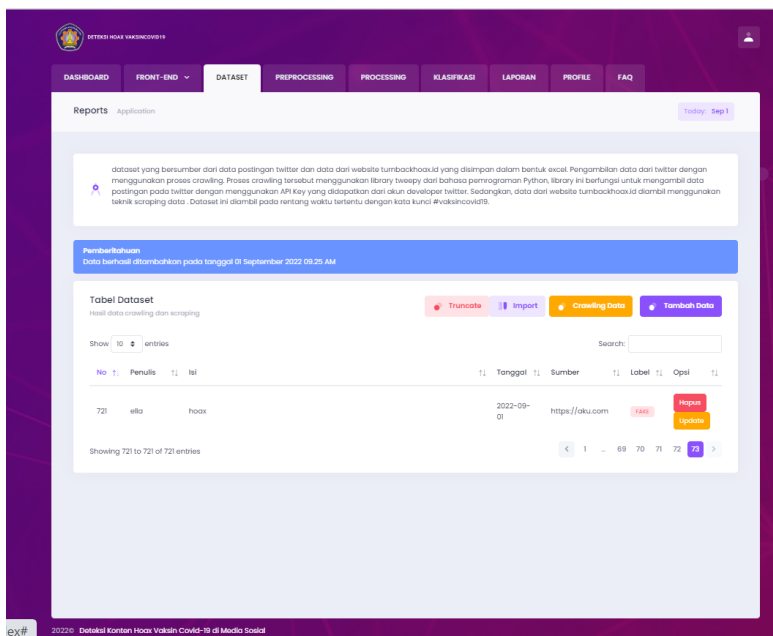 DETEKSI HOAX VAKSINCOVID19
DASHBOARD FRONT-END DATASET PREPROCESSING PROCESSING KLASIFIKASI LAPORAN PROFILE FAQ
Reports Application Today: Sep 1
dataset yang bersumber dari data postingan twitter dan data dari website turnbackhoax.id yang disimpan dalam bentuk excel. Pengambilan data dari twitter dengan
menggunakan proses crawling. Proses crawling tersebut menggunakan library tweepy dari bahasa pemrograman Python, library ini berfungsi untuk mengambil data
postingan pada twitter dengan menggunakan API Key yang didapatkan dari akun developer twitter. Sedangkan, data dari website turnbackhoax.id diambil menggunakan
teknik scraping data . Dataset ini diambil pada rentang waktu tertentu dengan kata kunci #vaksincovid19.
Pemberitahuan
Data berhasil ditambahkan pada tanggal 01 September 2022 09.25 AM
Tabel Dataset
Hasil data crawling dan scraping
Truncate Import Crawling Data Tambah Data
Show 10 entries Search:
No Penulis Isi Tanggal Sumber Label Opsi
721 ella hoax 2022-09-
01 https://aku.com FAKE Hapus
Update
Showing 721 to 721 of 721 entries < 1 ... 69 70 71 72 73 >
ex# 2022© Deteksi Konten Hoax Vaksin Covid-19 di Media Sosial